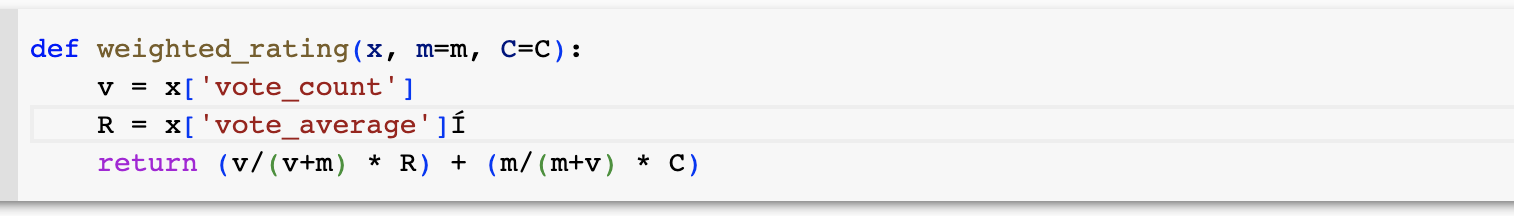 def weighted_rating(x, m=m, C=C):
    v = x['vote_count']
    R = x['vote_average']Í
    return (v/(v+m) * R) + (m/(m+v) * C)